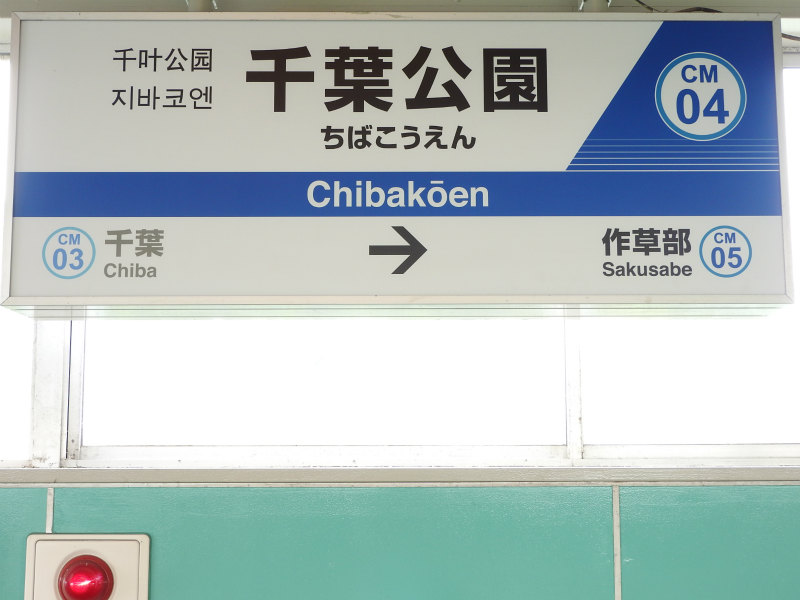 千叶公园
지바코엔
千葉公園
ちばこうえん
CM
04
Chibakōen
CM
03
千葉
Chiba
→
作草部
Sakusabe
CM
05